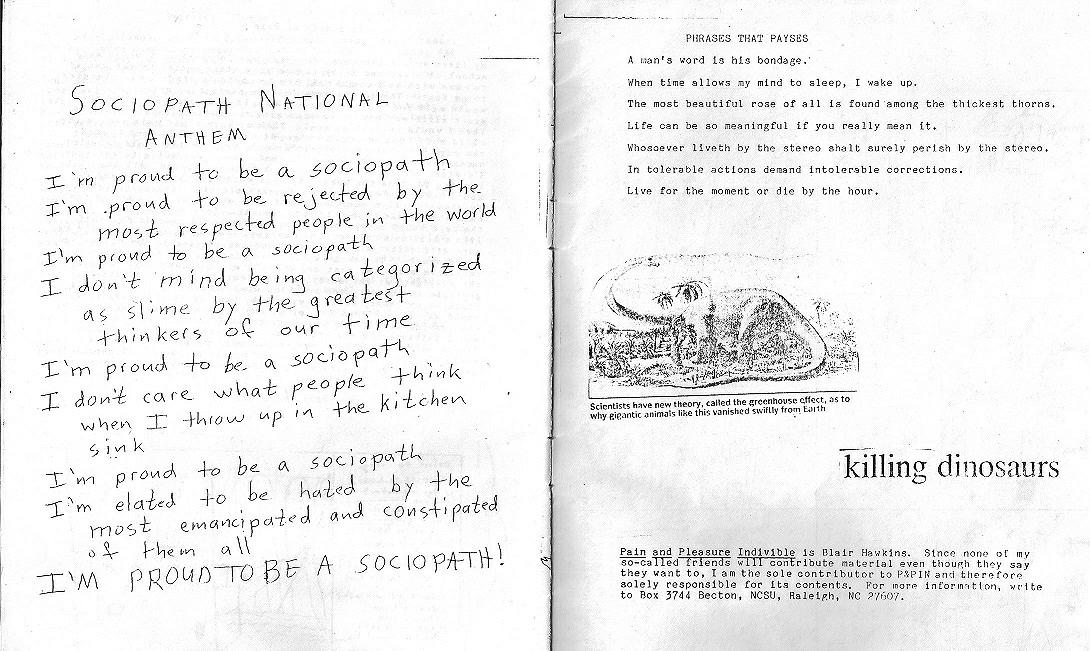 SOCIOPATH NATIONAL
ANTHEM
I'm proud to be a sociopath
I'm proud to be rejected by the
most respected people in the world
I'm proud to be a sociopath
I don't mind being categorized
as slime by the greatest
thinkers of our time
I'm proud to be a sociopath
I don't care what people think
when I throw up in the kitchen
sink
I'm proud to be a sociopath
I'm elated to be hated by the
most emancipated and constipated
of them all
I'M PROUD TO BE A SOCIOPATH!
PHRASES THAT PAYSES
A man's word is his bondage.
When time allows my mind to sleep, I wake up.
The most beautiful rose of all is found among the thickest thorns.
Life can be so meaningful if you really mean it.
Whosoever liveth by the stereo shalt surely perish by the stereo.
In tolerable actions demand intolerable corrections.
Live for the moment or die by the hour.
Scientists have new theory, called the greenhouse effect, as to
why gigantic animals like this vanished swiftly from Earth
killing dinosaurs
Pain and Pleasure Indivible is Blair Hawkins. Since none of my
so-called friends will contribute material even though they say
they want to, I am the sole contributor to P&PIN and therefore
solely responsible for its contents. For more information, write
to Box 3744 Becton, NCSU, Raleigh, NC 27607.